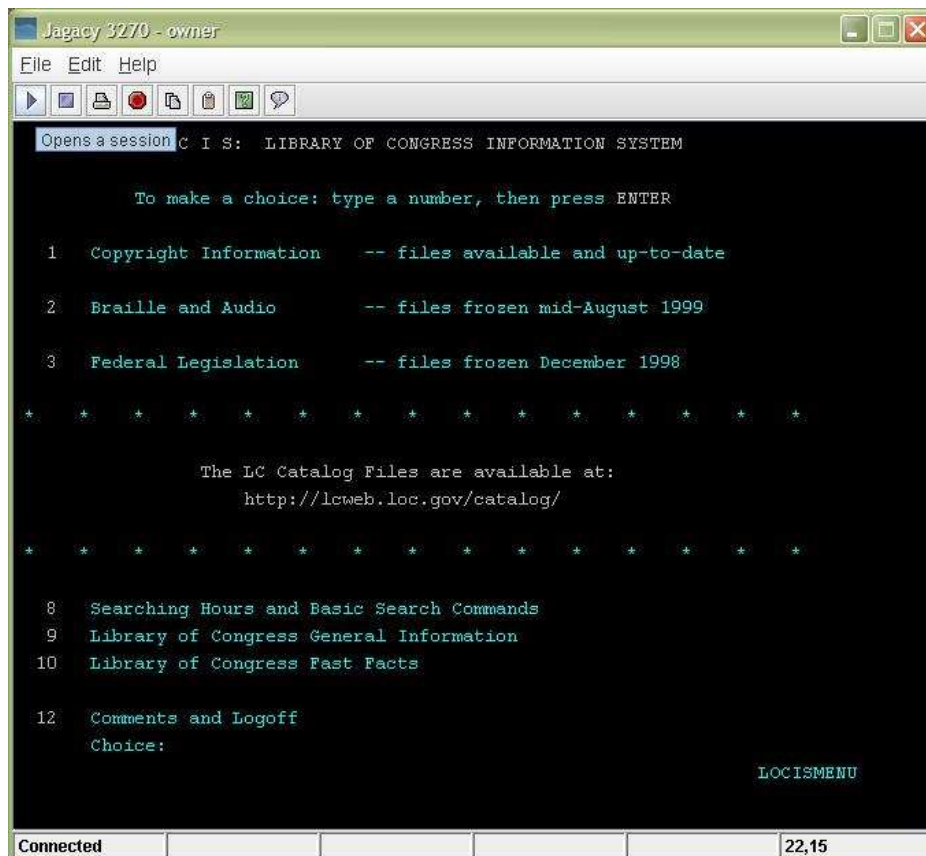 Jagacy 3270 - owner
File Edit Help
Opens a session C I S: LIBRARY OF CONGRESS INFORMATION SYSTEM
To make a choice: type a number, then press ENTER
1 Copyright Information -- files available and up-to-date
2 Braille and Audio -- files frozen mid-August 1999
3 Federal Legislation -- files frozen December 1998
* * * * * * * * * * * * * * *
The LC Catalog Files are available at:
http://lcweb.loc.gov/catalog/
* * * * * * * * * * * * * * *
8 Searching Hours and Basic Search Commands
9 Library of Congress General Information
10 Library of Congress Fast Facts
12 Comments and Logoff
Choice:
LOCISMENU
Connected 22,15